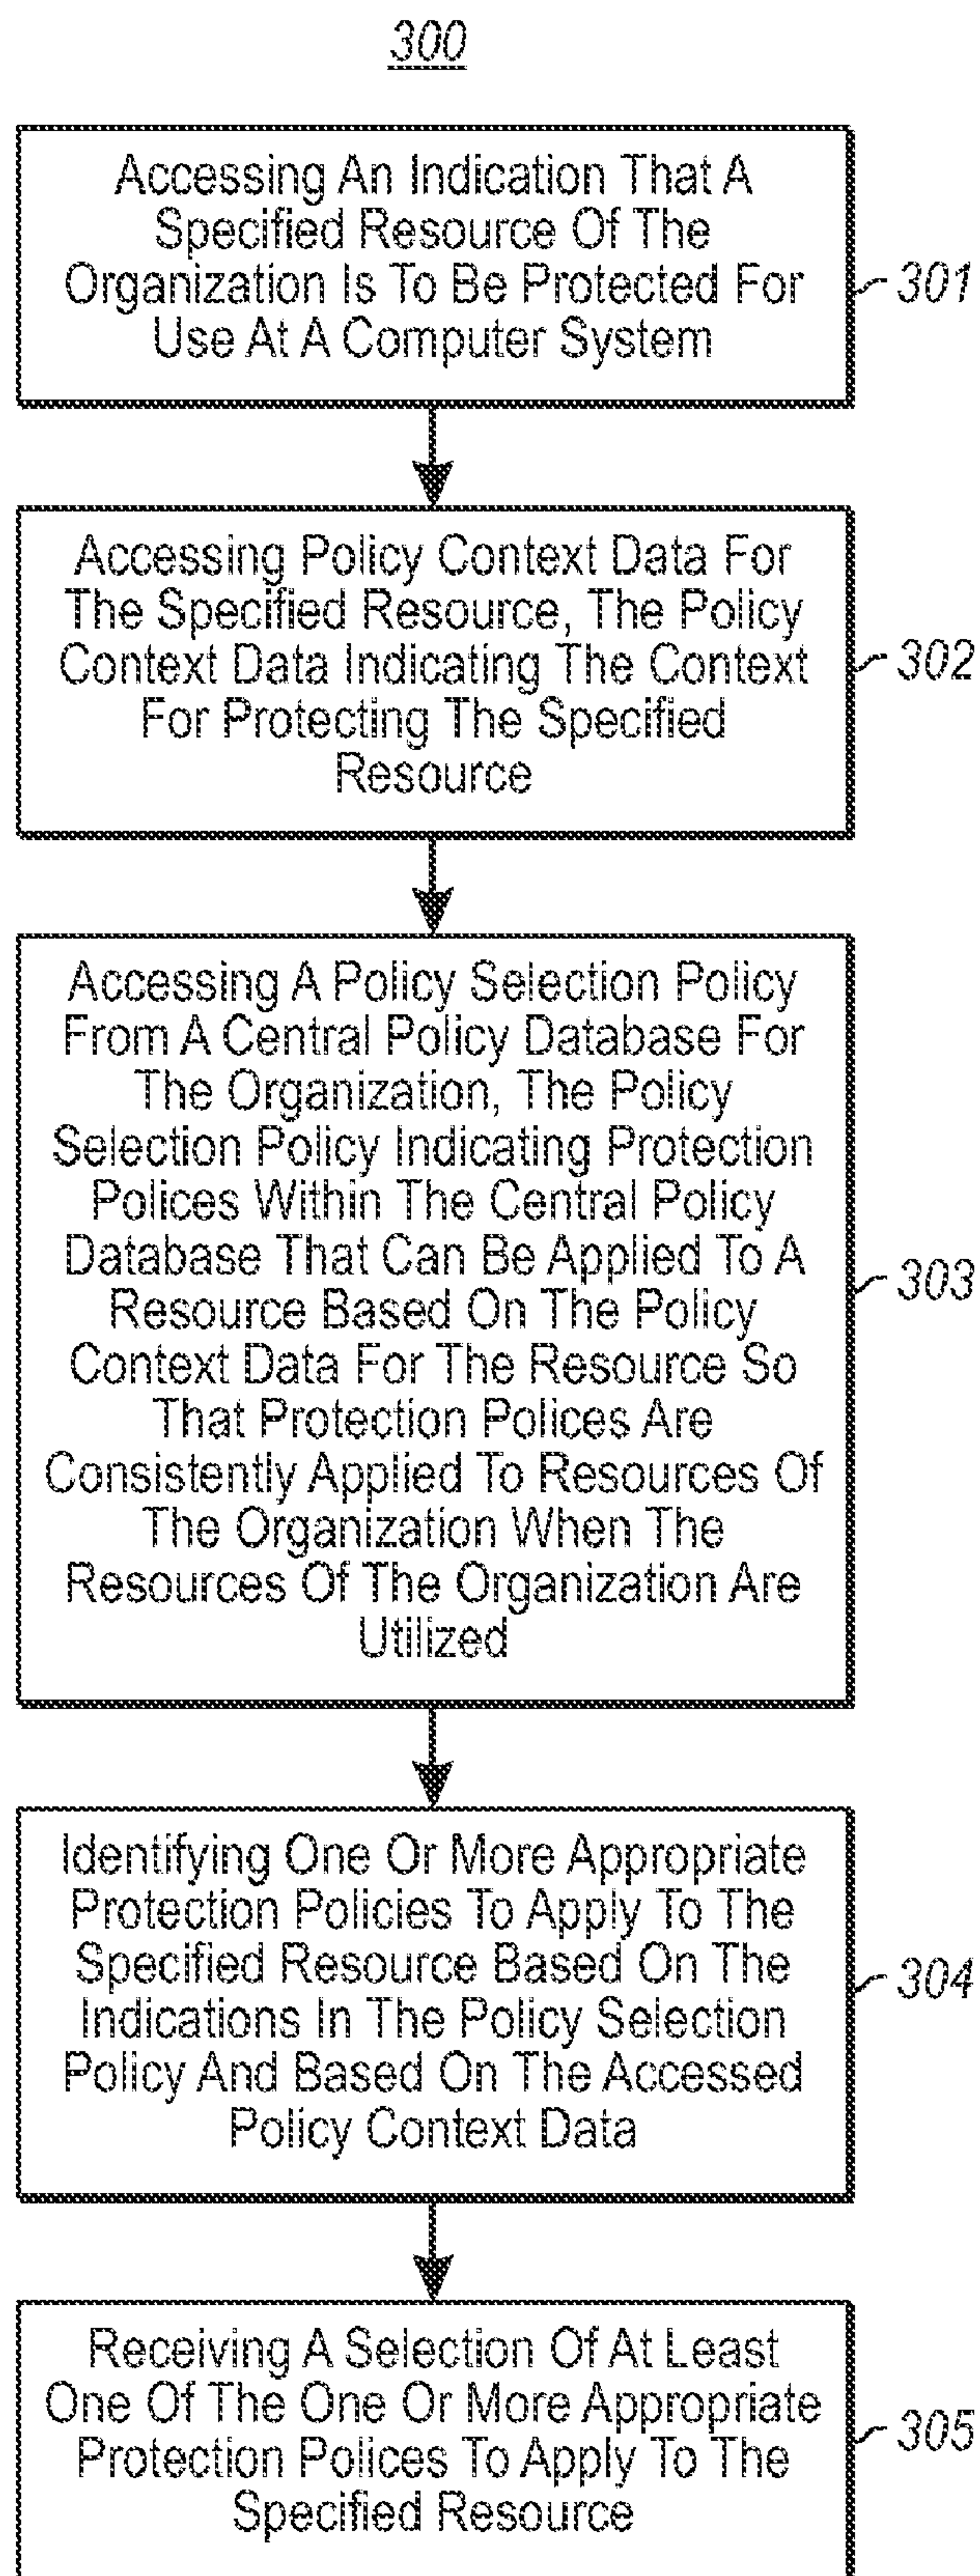 300
Accessing An Indication That A
Specified Resource Of The
Organization Is To Be Protected For
Use At A Computer System
301
Accessing Policy Context Data For
The Specified Resource, The Policy
Context Data Indicating The Context
For Protecting The Specified
Resource
302
Accessing A Policy Selection Policy
From A Central Policy Database For
The Organization, The Policy
Selection Policy Indicating Protection
Polices Within The Central Policy
Database That Can Be Applied To A
Resource Based On The Policy
Context Data For The Resource So
That Protection Polices Are
Consistently Applied To Resources Of
The Organization When The
Resources Of The Organization Are
Utilized
303
Identifying One Or More Appropriate
Protection Policies To Apply To The
Specified Resource Based On The
Indications In The Policy Selection
Policy And Based On The Accessed
Policy Context Data
304
Receiving A Selection Of At Least
One Of The One Or More Appropriate
Protection Polices To Apply To The
Specified Resource
305